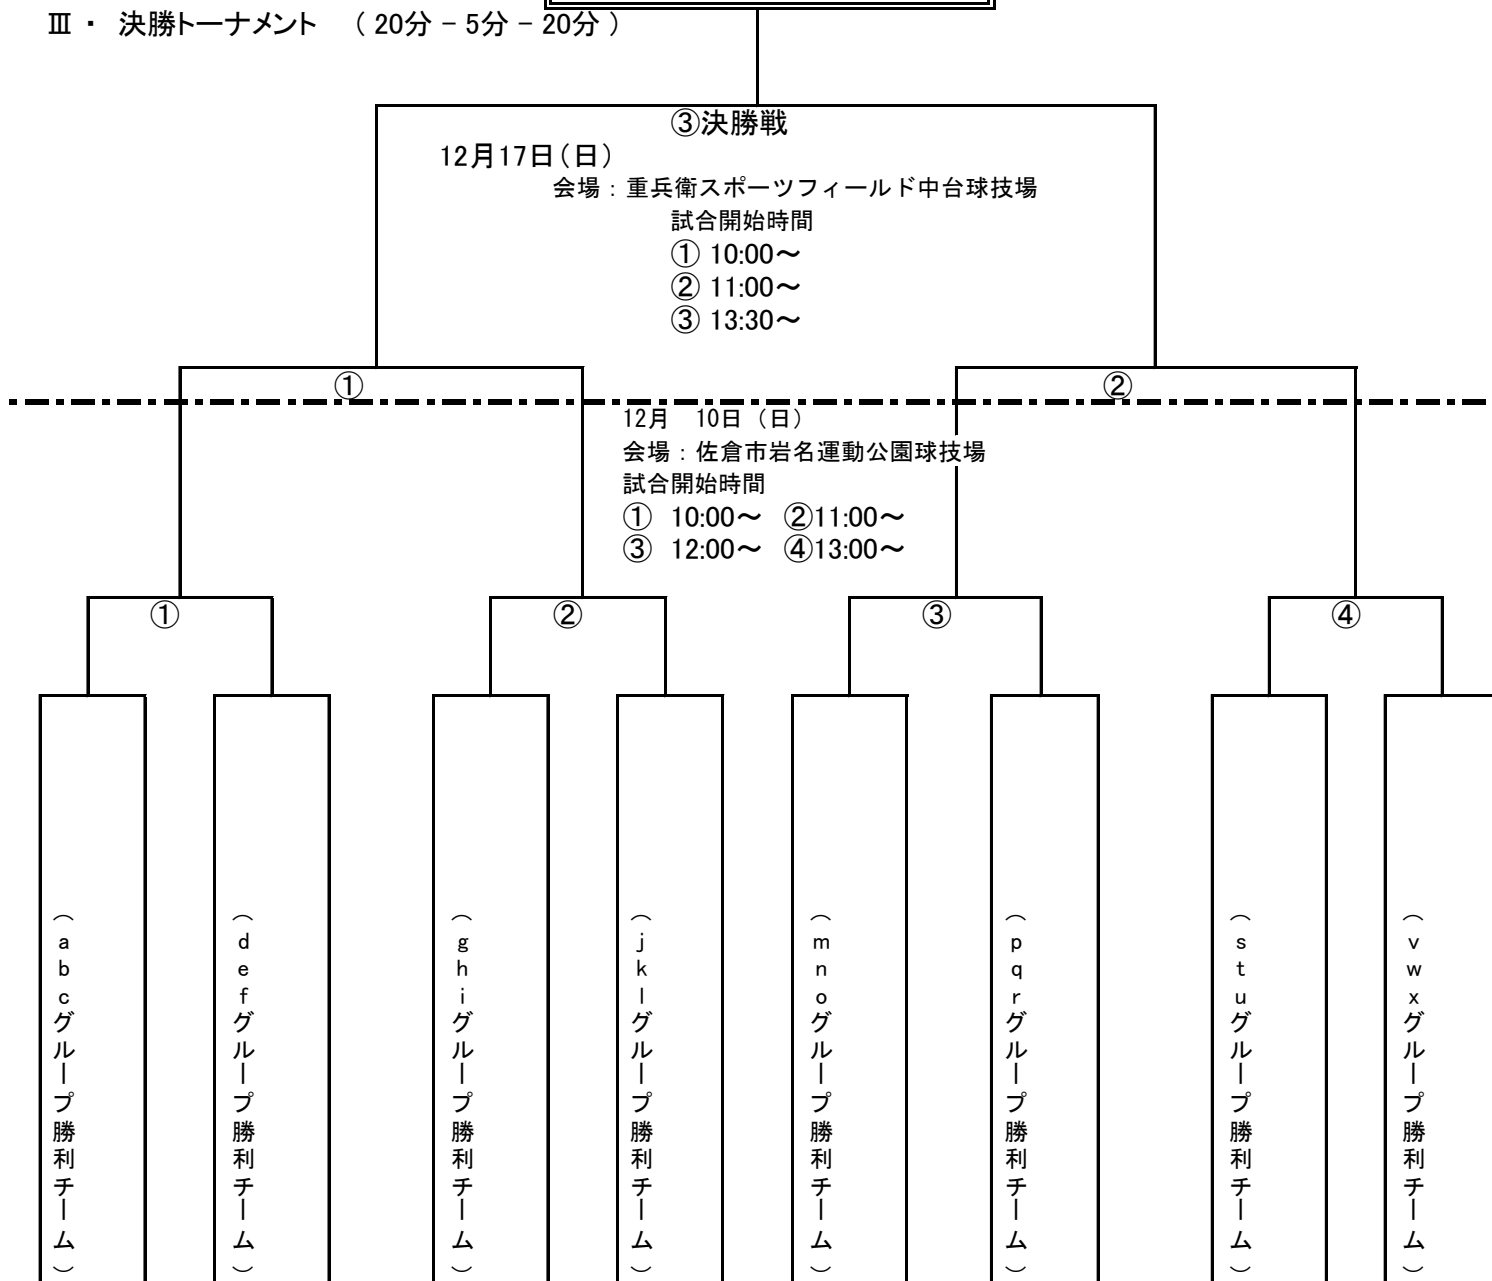 Ⅲ・ 決勝トーナメント （ 20分 − 5分 − 20分 ）
③決勝戦
12月17日（日）
会場：重兵衛スポーツフィールド中台球技場
試合開始時間
① 10:00～
② 11:00～
③ 13:30～
①
②
12月　10日（日）
会場：佐倉市岩名運動公園球技場
試合開始時間
① 10:00～ ②11:00～
③ 12:00～ ④13:00～
①
②
③
④
（abcグループ勝利チーム）
（defグループ勝利チーム）
（ghiグループ勝利チーム）
（jklグループ勝利チーム）
（mnoグループ勝利チーム）
（pqrグループ勝利チーム）
（stuグループ勝利チーム）
（vwxグループ勝利チーム）